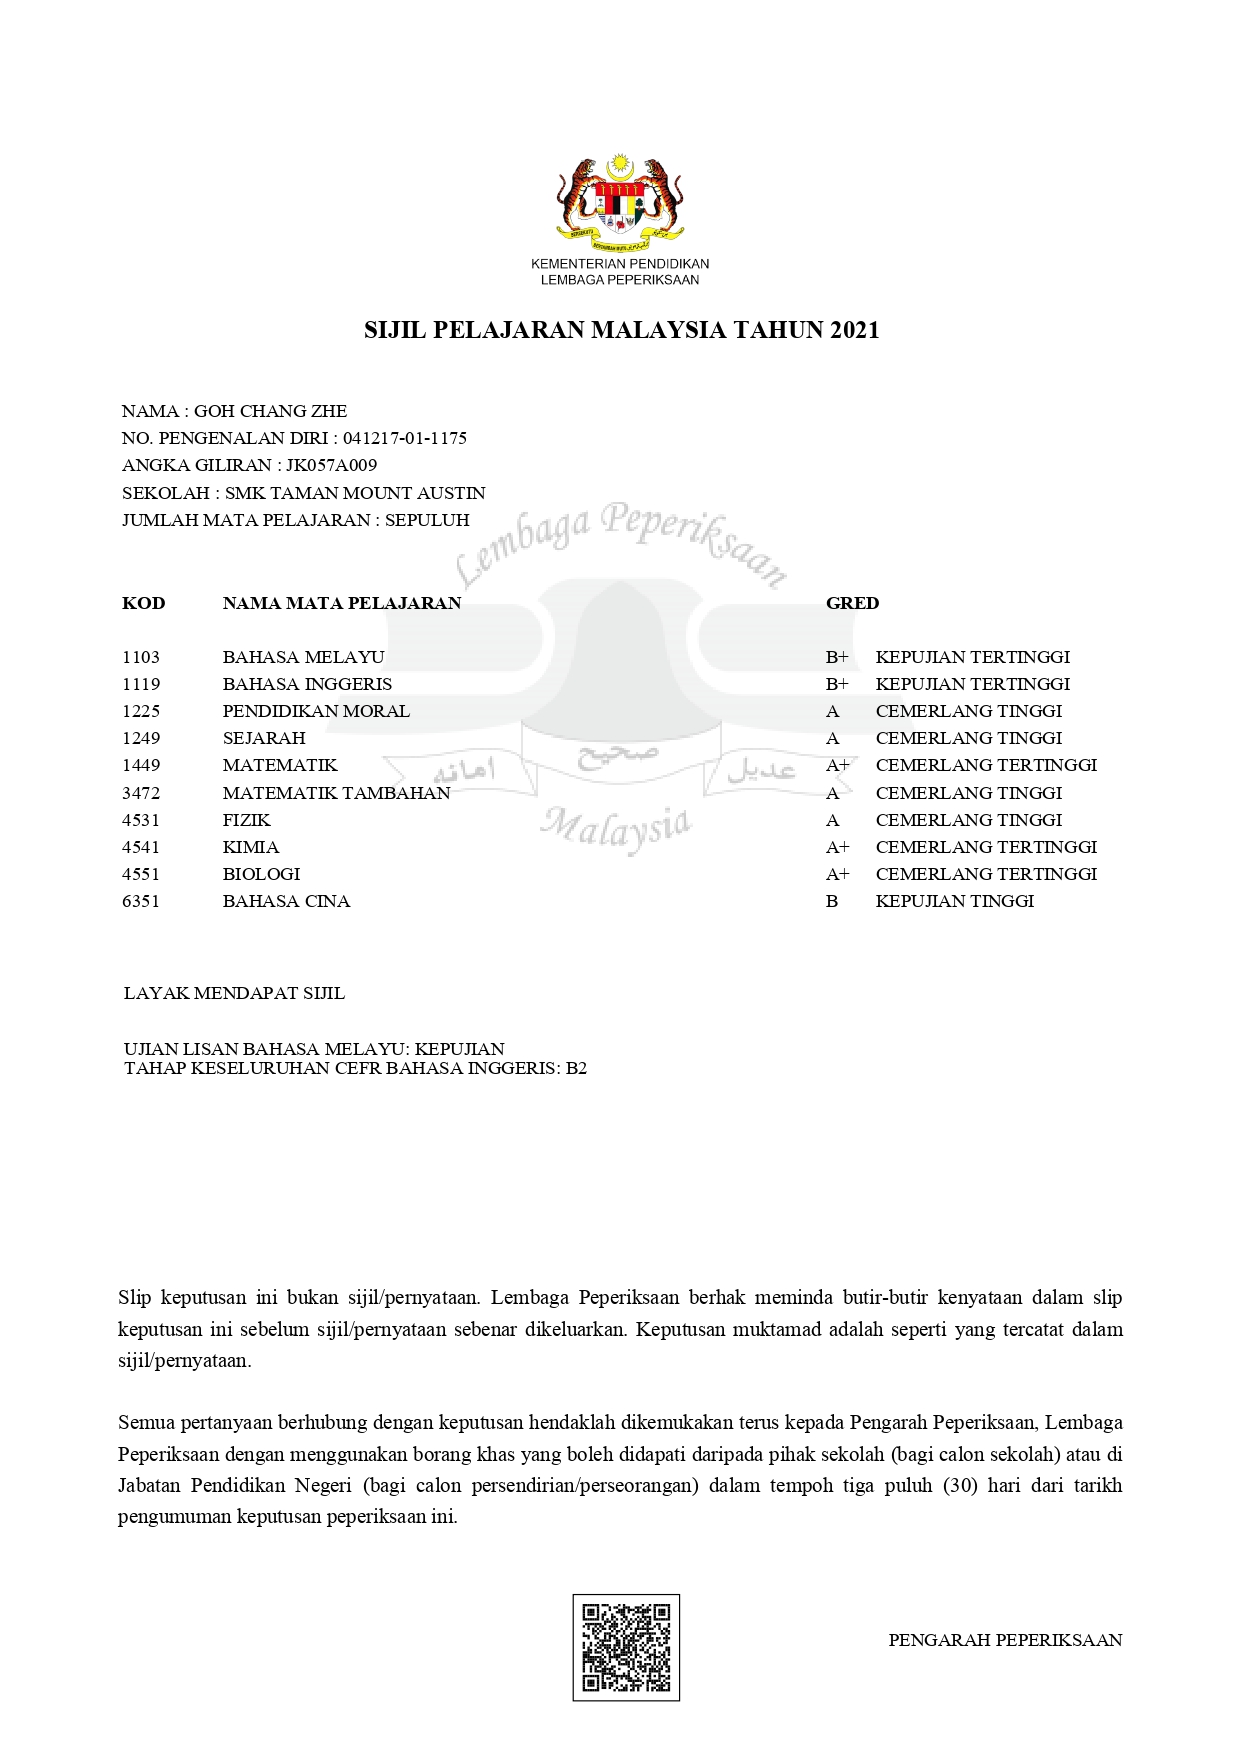 KEMENTERIAN PENDIDIKAN
LEMBAGA PEPERIKSAAN
SIJIL PELAJARAN MALAYSIA TAHUN 2021
NAMA : GOH CHANG ZHE
NO. PENGENALAN DIRI : 041217-01-1175
ANGKA GILIRAN : JK057A009
SEKOLAH : SMK TAMAN MOUNT AUSTIN
JUMLAH MATA PELAJARAN : SEPULUH
Lembaga Peperiksaan
KOD NAMA MATA PELAJARAN GRED
1103 BAHASA MELAYU B+ KEPUJIAN TERTINGGI
1119 BAHASA INGGERIS B+ KEPUJIAN TERTINGGI
1225 PENDIDIKAN MORAL A CEMERLANG TINGGI
1249 SEJARAH A CEMERLANG TINGGI
1449 MATEMATIK A+ CEMERLANG TERTINGGI
3472 MATEMATIK TAMBAHAN A CEMERLANG TINGGI
4531 FIZIK A CEMERLANG TINGGI
4541 KIMIA A+ CEMERLANG TERTINGGI
4551 BIOLOGI A+ CEMERLANG TERTINGGI
6351 BAHASA CINA B KEPUJIAN TINGGI
عديل صحيح امانه
Malaysia
LAYAK MENDAPAT SIJIL
UJIAN LISAN BAHASA MELAYU: KEPUJIAN
TAHAP KESELURUHAN CEFR BAHASA INGGERIS: B2
Slip keputusan ini bukan sijil/pernyataan. Lembaga Peperiksaan berhak meminda butir-butir kenyataan dalam slip
keputusan ini sebelum sijil/pernyataan sebenar dikeluarkan. Keputusan muktamad adalah seperti yang tercatat dalam
sijil/pernyataan.
Semua pertanyaan berhubung dengan keputusan hendaklah dikemukakan terus kepada Pengarah Peperiksaan, Lembaga
Peperiksaan dengan menggunakan borang khas yang boleh didapati daripada pihak sekolah (bagi calon sekolah) atau di
Jabatan Pendidikan Negeri (bagi calon persendirian/perseorangan) dalam tempoh tiga puluh (30) hari dari tarikh
pengumuman keputusan peperiksaan ini.
PENGARAH PEPERIKSAAN